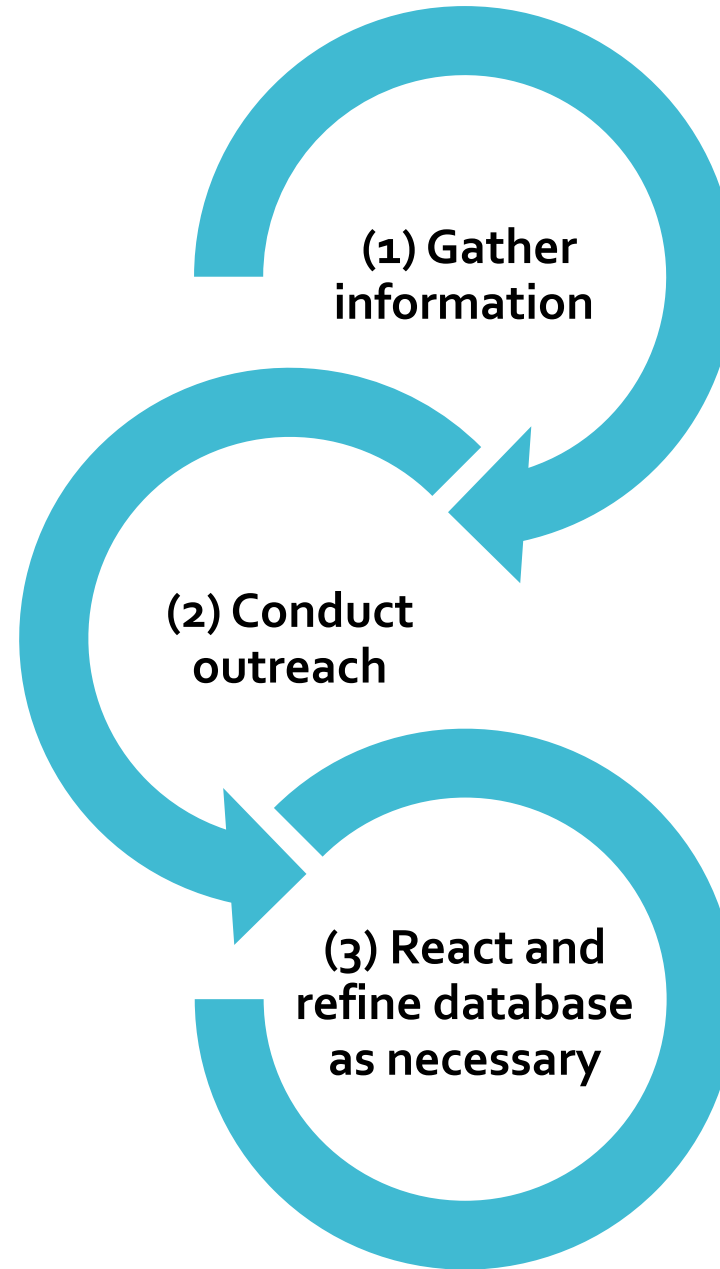 (1) Gather
information
(2) Conduct
outreach
(3) React and
refine database
as necessary